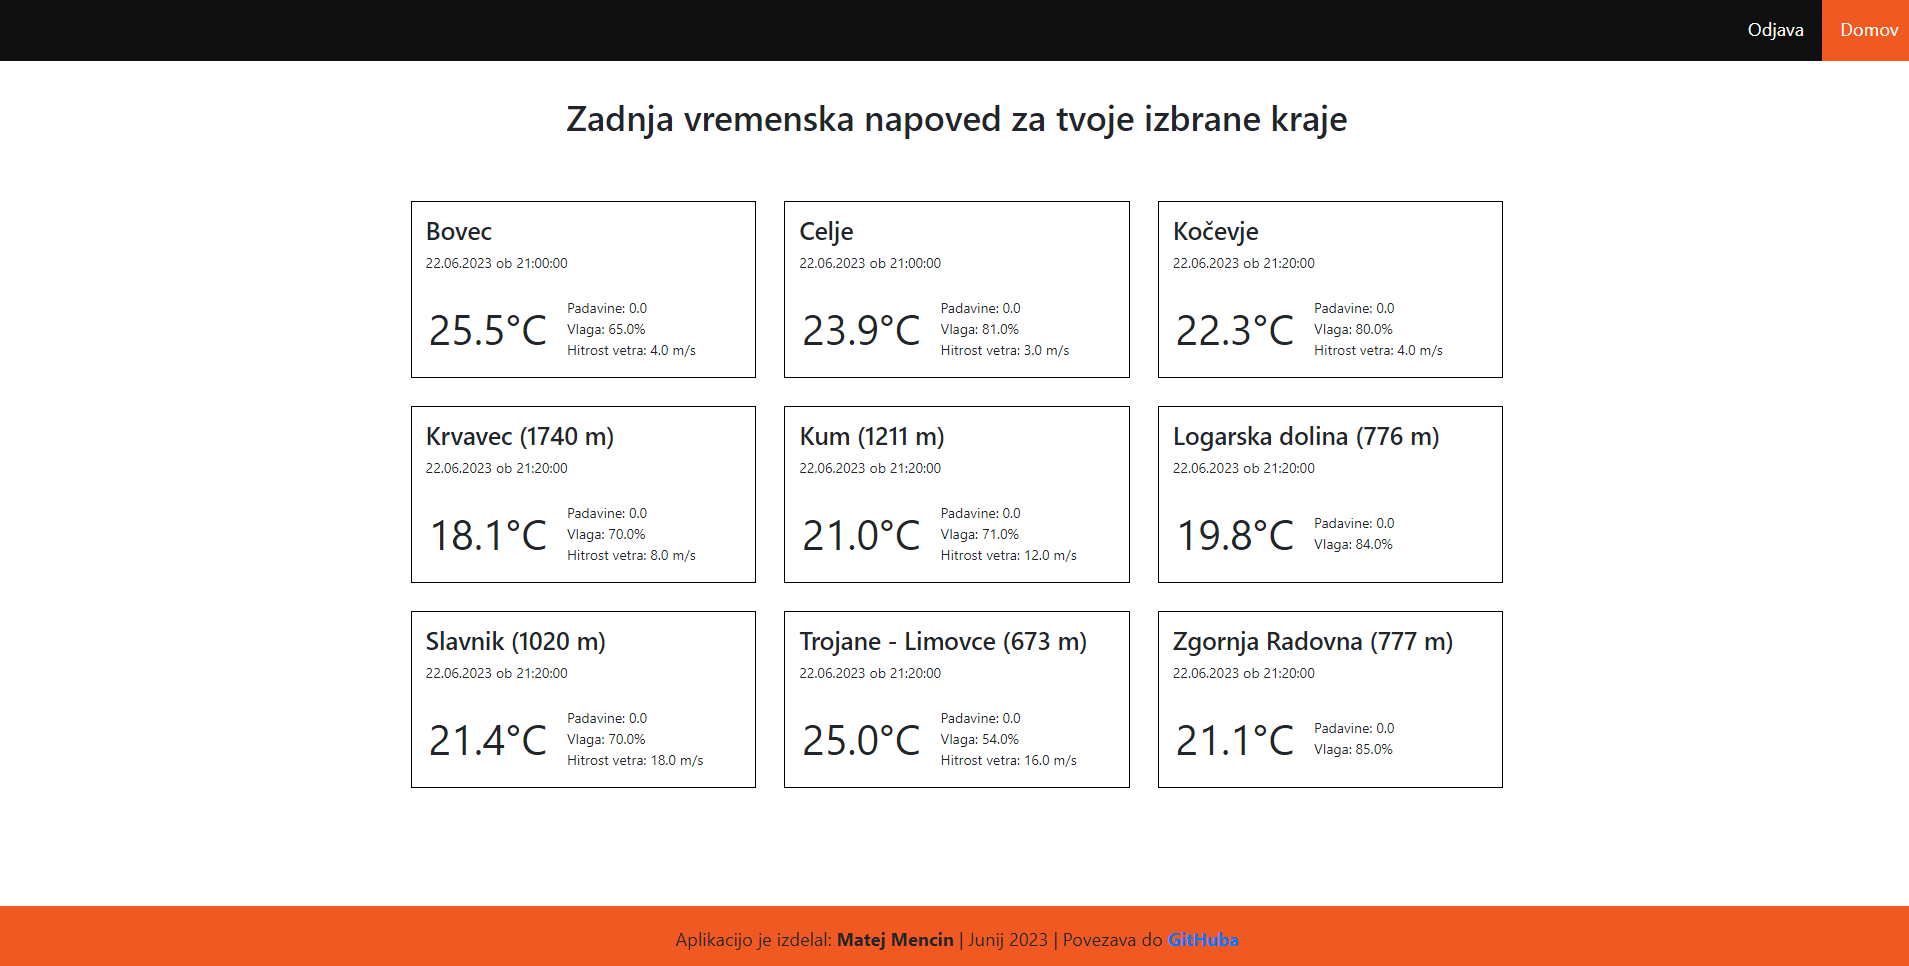 Odjava Domov
Zadnja vremenska napoved za tvoje izbrane kraje
Bovec
22.06.2023 ob 21:00:00
25.5°C
Padavine: 0.0
Vlaga: 65.0%
Hitrost vetra: 4.0 m/s
Celje
22.06.2023 ob 21:00:00
23.9°C
Padavine: 0.0
Vlaga: 81.0%
Hitrost vetra: 3.0 m/s
Kočevje
22.06.2023 ob 21:20:00
22.3°C
Padavine: 0.0
Vlaga: 80.0%
Hitrost vetra: 4.0 m/s
Krvavec (1740 m)
22.06.2023 ob 21:20:00
18.1°C
Padavine: 0.0
Vlaga: 70.0%
Hitrost vetra: 8.0 m/s
Kum (1211 m)
22.06.2023 ob 21:20:00
21.0°C
Padavine: 0.0
Vlaga: 71.0%
Hitrost vetra: 12.0 m/s
Logarska dolina (776 m)
22.06.2023 ob 21:20:00
19.8°C
Padavine: 0.0
Vlaga: 84.0%
Slavnik (1020 m)
22.06.2023 ob 21:20:00
21.4°C
Padavine: 0.0
Vlaga: 70.0%
Hitrost vetra: 18.0 m/s
Trojane - Limovce (673 m)
22.06.2023 ob 21:20:00
25.0°C
Padavine: 0.0
Vlaga: 54.0%
Hitrost vetra: 16.0 m/s
Zgornja Radovna (777 m)
22.06.2023 ob 21:20:00
21.1°C
Padavine: 0.0
Vlaga: 85.0%
Aplikacijo je izdelal: Matej Mencin | Junij 2023 | Povezava do GitHuba